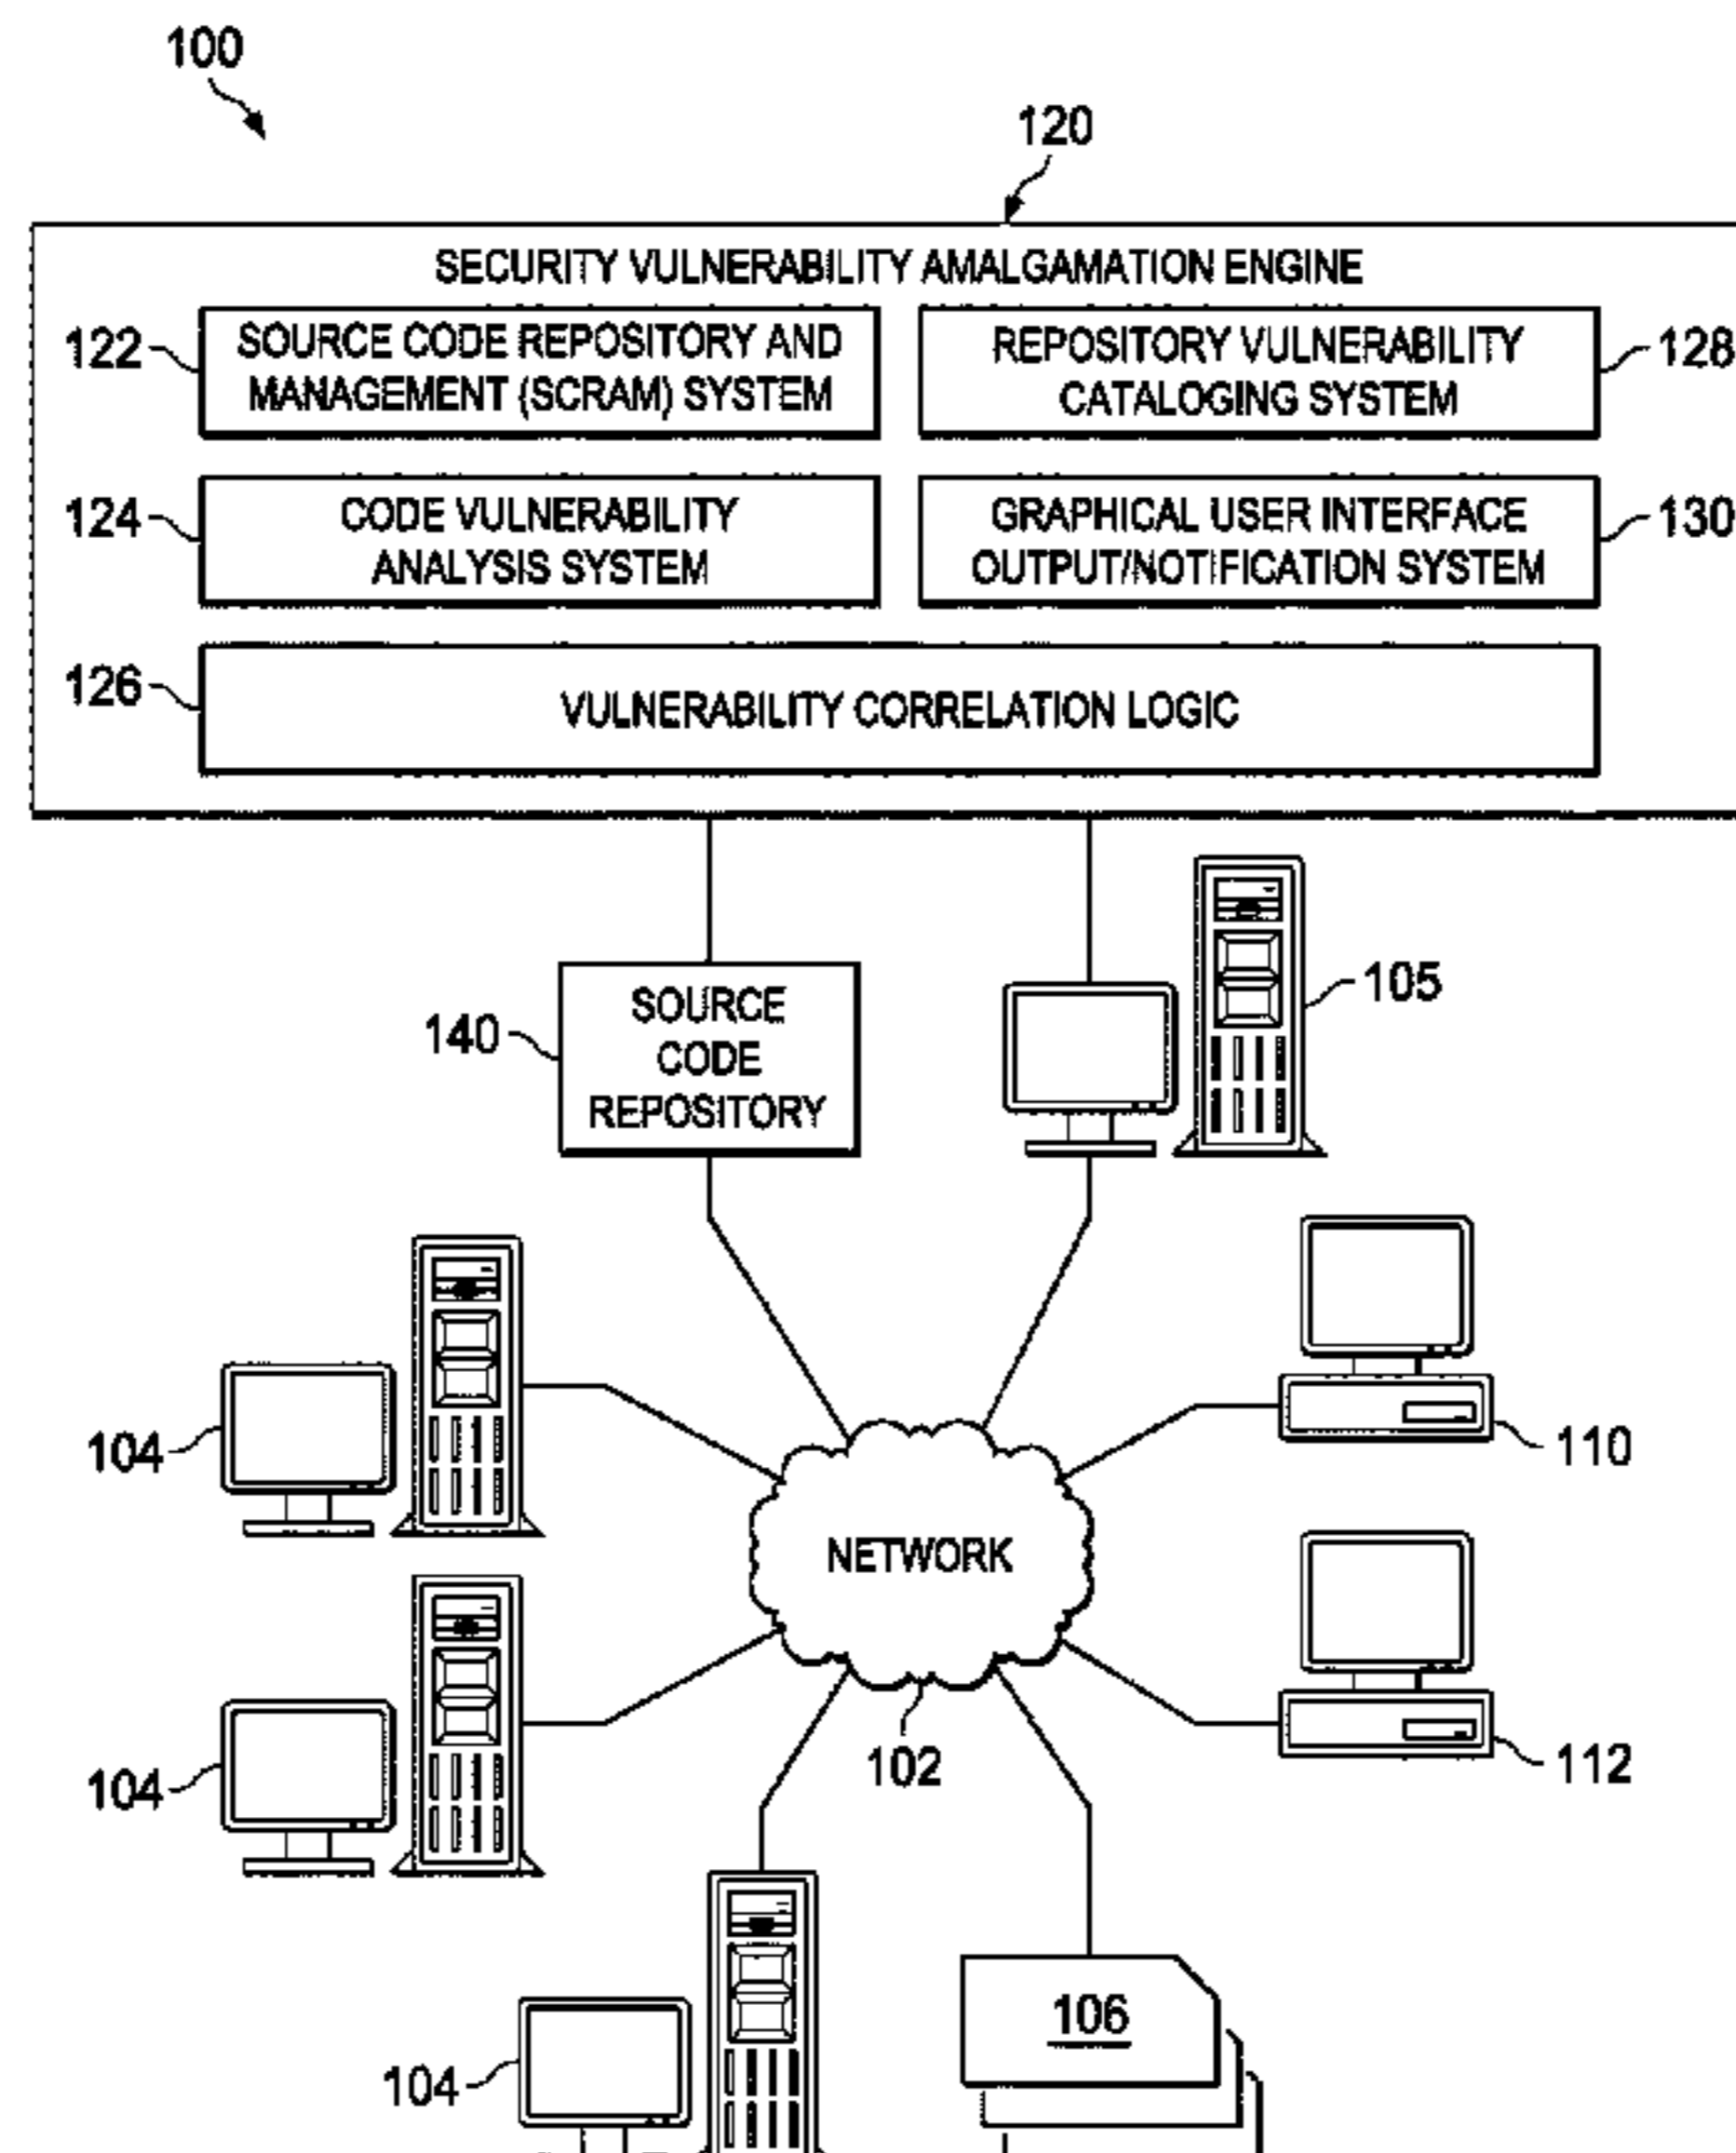 100
120
SECURITY VULNERABILITY AMALGAMATION ENGINE
122
SOURCE CODE REPOSITORY AND
MANAGEMENT (SCRAM) SYSTEM
REPOSITORY VULNERABILITY
CATALOGING SYSTEM
128
124
CODE VULNERABILITY
ANALYSIS SYSTEM
GRAPHICAL USER INTERFACE
OUTPUT/NOTIFICATION SYSTEM
130
126
VULNERABILITY CORRELATION LOGIC
140
SOURCE
CODE
REPOSITORY
105
104
110
NETWORK
104
102
112
104
106